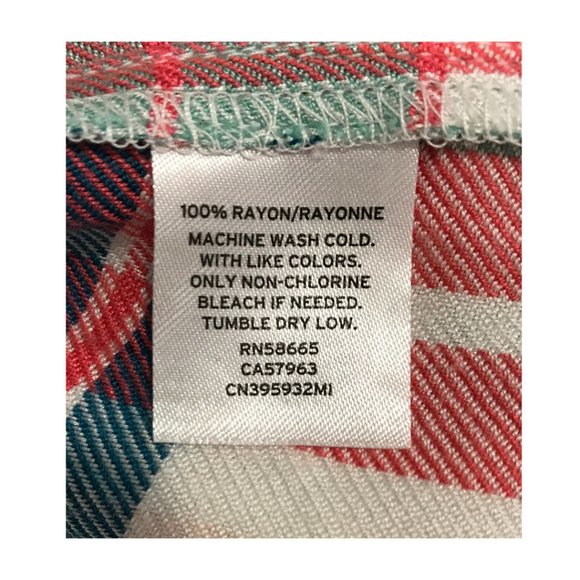 100% RAYON/RAYONNE
MACHINE WASH COLD.
WITH LIKE COLORS.
ONLY NON-CHLORINE
BLEACH IF NEEDED.
TUMBLE DRY LOW.
RN58665
CA57963
CN395932MI